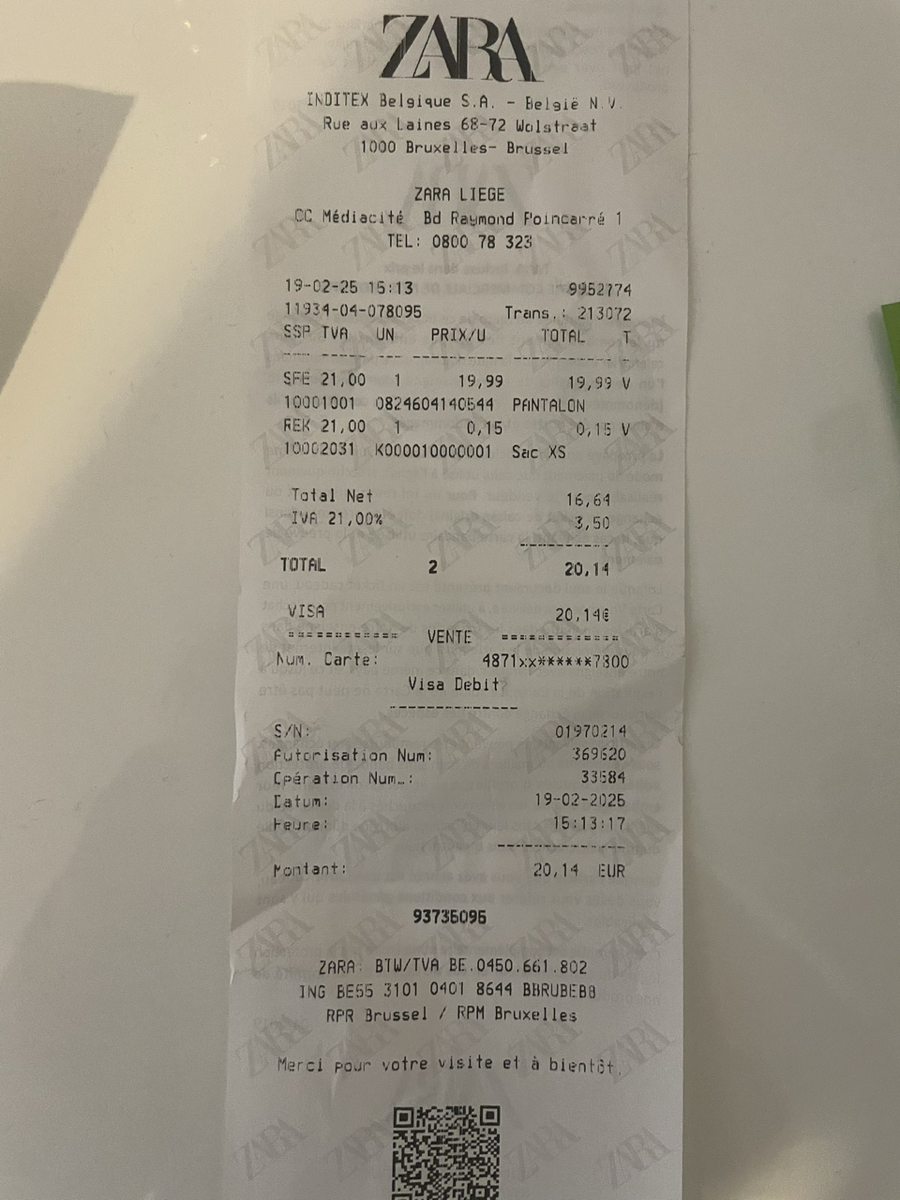 ZARA
INDITEX Belgique S.A. - België N.V.
Rue aux Laines 68-72 Wolstraat
1000 Bruxelles- Brussel
ZARA LIEGE
CC Médiacité Bd Raymond Poincarré 1
TEL: 0800 78 323
19-02-25 15:13 9952774
11934-04-078095 Trans.: 213072
SSP TVA UN PRIX/U TOTAL T
SFE 21,00 1 19,99 19,99 V
10001001 0824604140544 PANTALON
REK 21,00 1 0,15 0,15 V
10002031 K000010000001 Sac XS
Total Net 16,64
IVA 21,00% 3,50
TOTAL 2 20,14
VISA 20,14€
============ VENTE =============
Num. Carte: 4871xx******7800
Visa Debit
S/N: 01970214
Autorisation Num: 369620
Opération Num.: 33584
Datum: 19-02-2025
Heure: 15:13:17
Montant: 20,14 EUR
93735095
ZARA: BTW/TVA BE.0450.661.802
ING BE55 3101 0401 8644 BBRUBEBB
RPR Brussel / RPM Bruxelles
Merci pour votre visite et à bientôt.